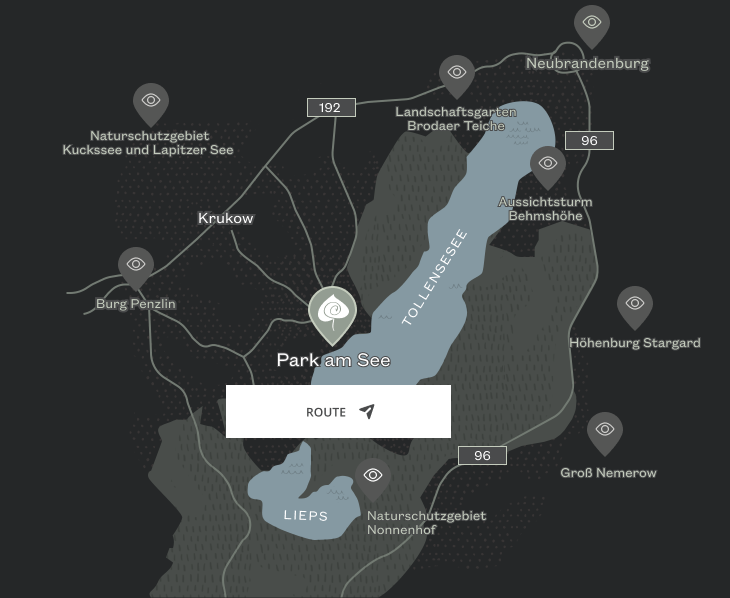 Neubrandenburg
192
Landschaftsgarten
Brodaer Teiche
Naturschutzgebiet
Kuckssee und Lapitzer See
96
Aussichtsturm
Behmshöhe
Krukow
TOLLENSESEE
Burg Penzlin
Höhenburg Stargard
Park am See
ROUTE
96
Groß Nemerow
LIEPS
Naturschutzgebiet
Nonnenhof